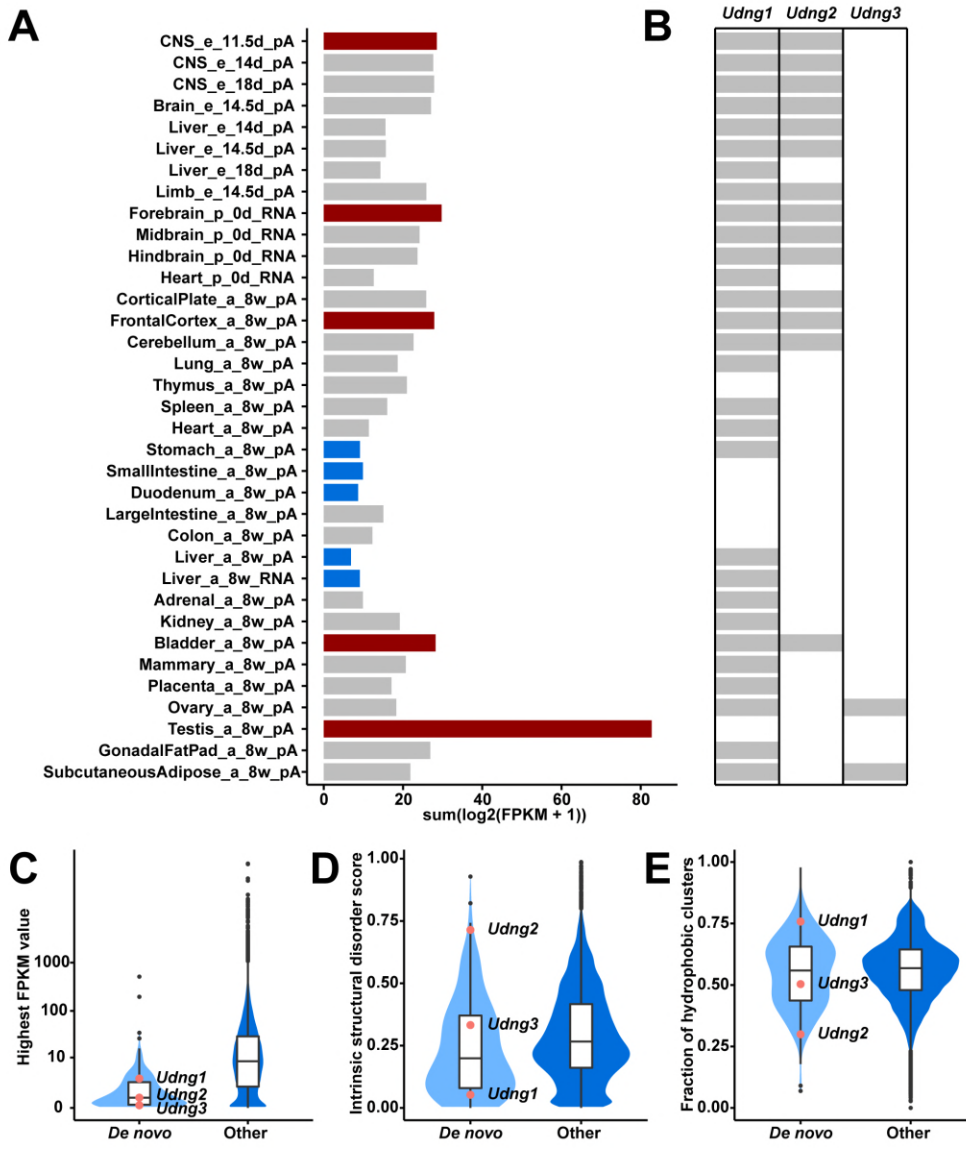 A
B
Udng1 Udng2 Udng3
CNS_e_11.5d_pA
CNS_e_14d_pA
CNS_e_18d_pA
Brain_e_14.5d_pA
Liver_e_14d_pA
Liver_e_14.5d_pA
Liver_e_18d_pA
Limb_e_14.5d_pA
Forebrain_p_0d_RNA
Midbrain_p_0d_RNA
Hindbrain_p_0d_RNA
Heart_p_0d_RNA
CorticalPlate_a_8w_pA
FrontalCortex_a_8w_pA
Cerebellum_a_8w_pA
Lung_a_8w_pA
Thymus_a_8w_pA
Spleen_a_8w_pA
Heart_a_8w_pA
Stomach_a_8w_pA
SmallIntestine_a_8w_pA
Duodenum_a_8w_pA
LargeIntestine_a_8w_pA
Colon_a_8w_pA
Liver_a_8w_pA
Liver_a_8w_RNA
Adrenal_a_8w_pA
Kidney_a_8w_pA
Bladder_a_8w_pA
Mammary_a_8w_pA
Placenta_a_8w_pA
Ovary_a_8w_pA
Testis_a_8w_pA
GonadalFatPad_a_8w_pA
SubcutaneousAdipose_a_8w_pA
0 20 40 60 80
sum(log2(FPKM + 1))
C
Highest FPKM value
1000
100
10
0
Udng1
Udng2
Udng3
De novo Other
D
Intrinsic structural disorder score
1.00
0.75
0.50
0.25
0.00
Udng2
Udng3
Udng1
De novo Other
E
Fraction of hydrophobic clusters
1.00
0.75
0.50
0.25
0.00
Udng1
Udng3
Udng2
De novo Other